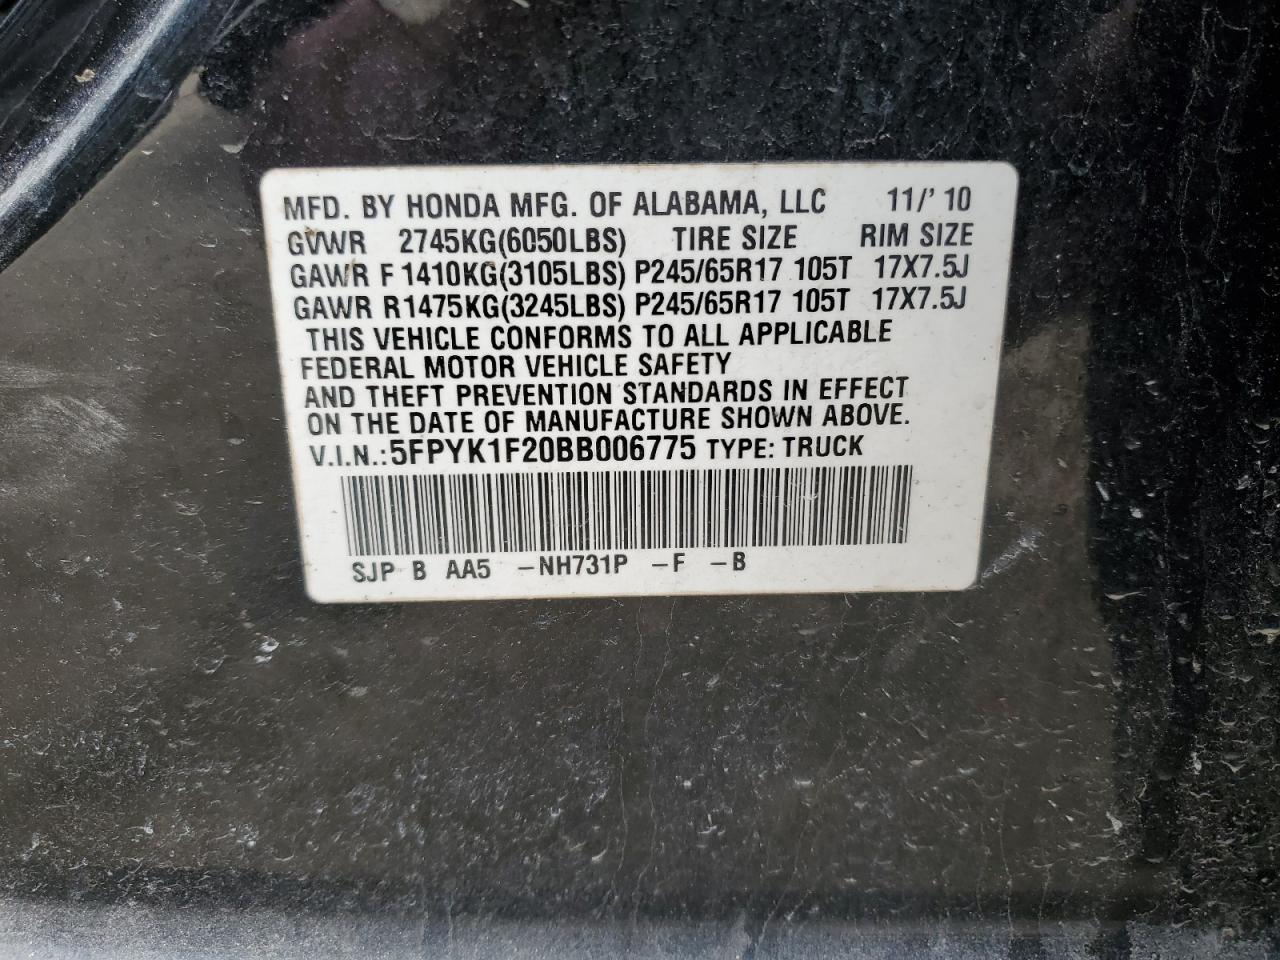 MFD. BY HONDA MFG. OF ALABAMA, LLC 11/' 10
GVWR 2745KG(6050LBS) TIRE SIZE RIM SIZE
GAWR F 1410KG(3105LBS) P245/65R17 105T 17X7.5J
GAWR R1475KG(3245LBS) P245/65R17 105T 17X7.5J
THIS VEHICLE CONFORMS TO ALL APPLICABLE
FEDERAL MOTOR VEHICLE SAFETY
AND THEFT PREVENTION STANDARDS IN EFFECT
ON THE DATE OF MANUFACTURE SHOWN ABOVE.
V.I.N.:5FPYK1F20BB006775 TYPE: TRUCK
SJP B AA5 -NH731P -F -B